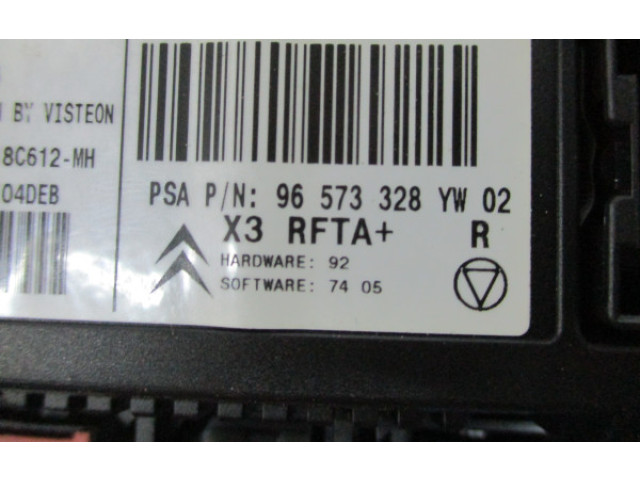 BY VISTEON
8C612-MH
04DEB
PSA P/N: 96 573 328 YW 02
X3 RFTA+ R
HARDWARE: 92
SOFTWARE: 74 05